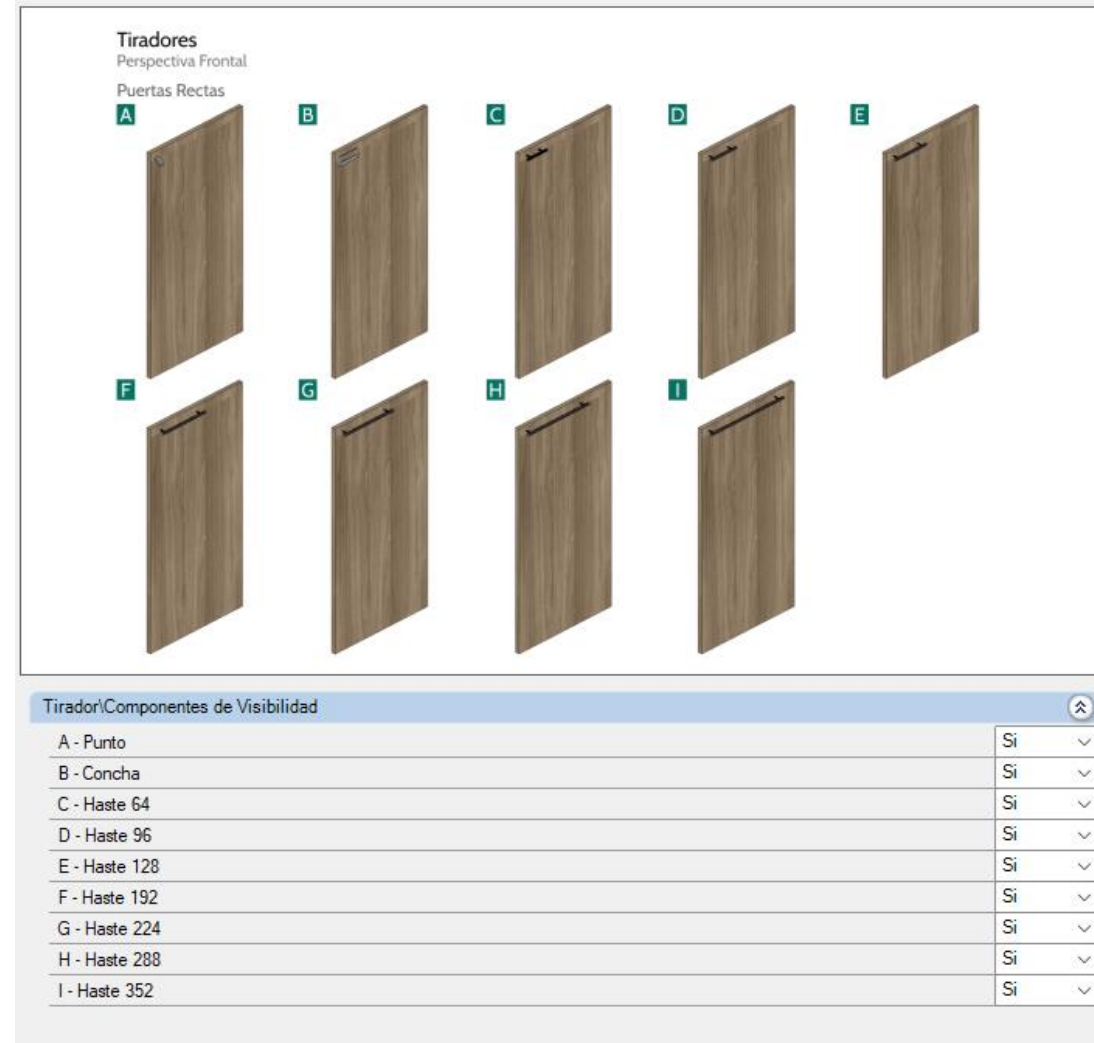 Tiradores
Perspectiva Frontal
Puertas Rectas
A B C D E
F G H I
Tirador\Componentes de Visibilidad
A - Punto Si
B - Concha Si
C - Haste 64 Si
D - Haste 96 Si
E - Haste 128 Si
F - Haste 192 Si
G - Haste 224 Si
H - Haste 288 Si
I - Haste 352 Si